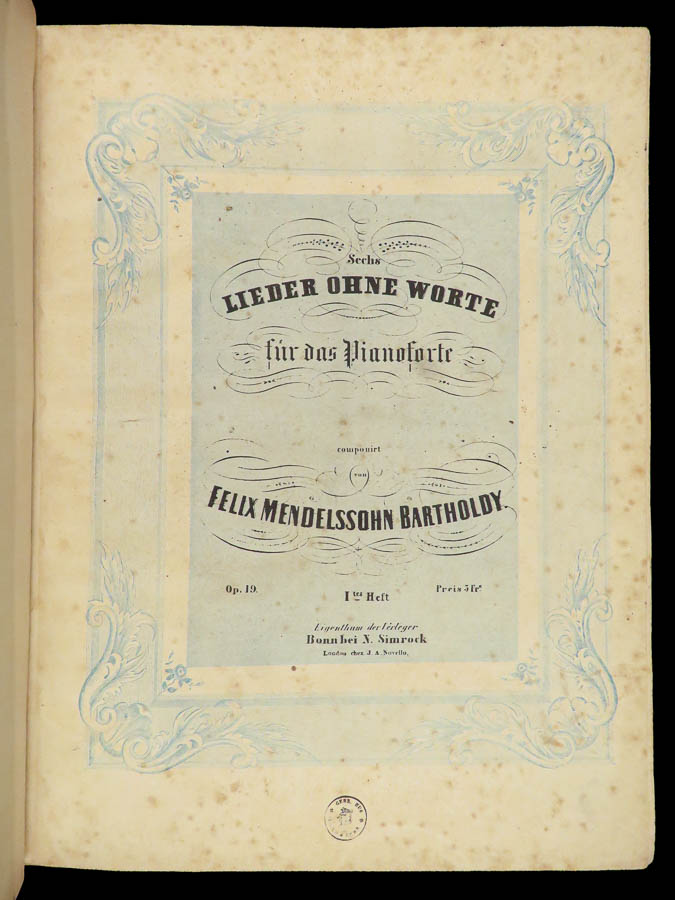 Sechs
LIEDER OHNE WORTE
für das Pianoforte
componirt
von
FELIX MENDELSSOHN BARTHOLDY.
Op. 19.
Ites Heft
Preis 3 frs
Eigenthum der Verleger
Bonn bei N. Simrock
London chez J. A. Novello.